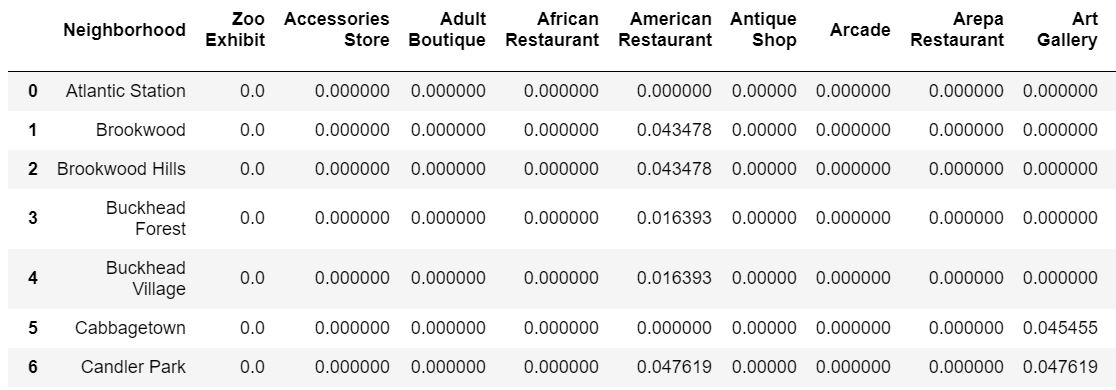 Neighborhood Zoo Exhibit Accessories Store Adult Boutique African Restaurant American Restaurant Antique Shop Arcade Arepa Restaurant Art Gallery
0 Atlantic Station 0.0 0.000000 0.000000 0.000000 0.000000 0.00000 0.000000 0.000000 0.000000
1 Brookwood 0.0 0.000000 0.000000 0.000000 0.043478 0.00000 0.000000 0.000000 0.000000
2 Brookwood Hills 0.0 0.000000 0.000000 0.000000 0.043478 0.00000 0.000000 0.000000 0.000000
3 Buckhead Forest 0.0 0.000000 0.000000 0.000000 0.016393 0.00000 0.000000 0.000000 0.000000
4 Buckhead Village 0.0 0.000000 0.000000 0.000000 0.016393 0.00000 0.000000 0.000000 0.000000
5 Cabbagetown 0.0 0.000000 0.000000 0.000000 0.000000 0.00000 0.000000 0.000000 0.045455
6 Candler Park 0.0 0.000000 0.000000 0.000000 0.047619 0.00000 0.000000 0.000000 0.047619